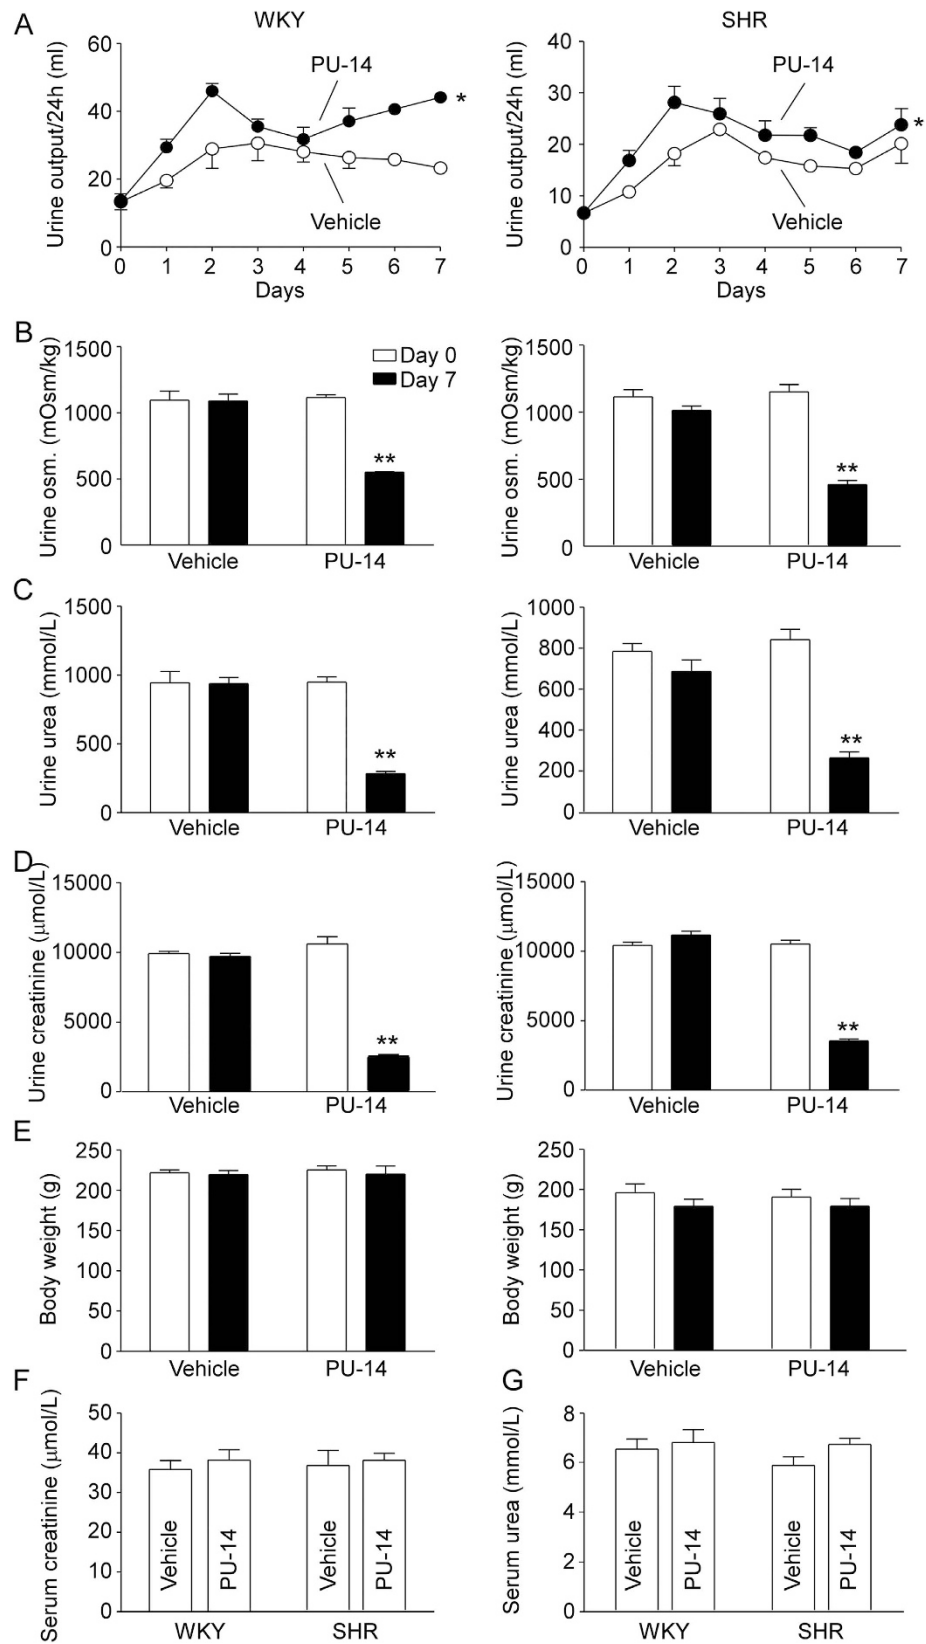 A
WKY
SHR
Urine output/24h (ml)
60
40
20
0
PU-14
*
Vehicle
0 1 2 3 4 5 6 7
Days
Urine output/24h (ml)
40
30
20
10
0
PU-14
*
Vehicle
0 1 2 3 4 5 6 7
Days
B
Urine osm. (mOsm/kg)
1500
1000
500
0
Day 0
Day 7
**
Vehicle PU-14
Urine osm. (mOsm/kg)
1500
1000
500
0
**
Vehicle PU-14
C
Urine urea (mmol/L)
1500
1000
500
0
**
Vehicle PU-14
Urine urea (mmol/L)
1000
800
600
400
200
0
**
Vehicle PU-14
D
Urine creatinine (μmol/L)
15000
10000
5000
0
**
Vehicle PU-14
Urine creatinine (μmol/L)
15000
10000
5000
0
**
Vehicle PU-14
E
Body weight (g)
250
200
150
100
50
0
Vehicle PU-14
Body weight (g)
250
200
150
100
50
0
Vehicle PU-14
F
Serum creatinine (μmol/L)
50
40
30
20
10
0
Vehicle
PU-14
Vehicle
PU-14
WKY SHR
G
Serum urea (mmol/L)
8
6
4
2
0
Vehicle
PU-14
Vehicle
PU-14
WKY SHR